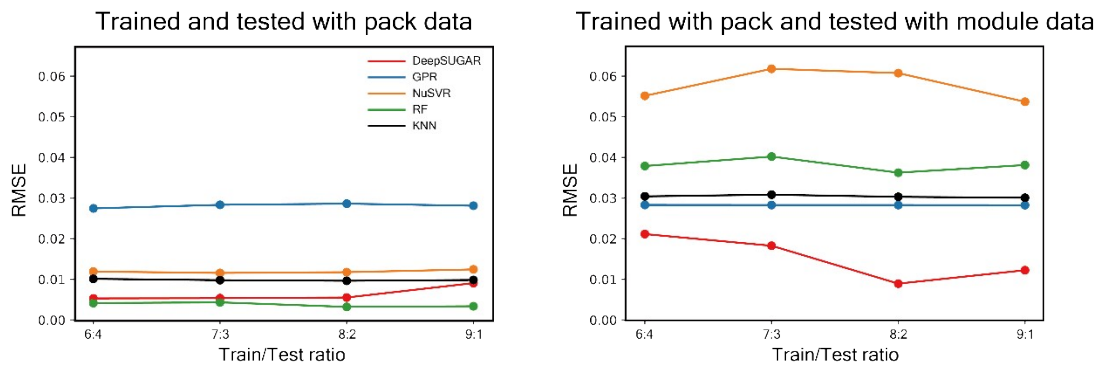 Trained and tested with pack data
DeepSUGAR
GPR
NuSVR
RF
KNN
RMSE
0.06
0.05
0.04
0.03
0.02
0.01
0.00
6:4
7:3
8:2
9:1
Train/Test ratio
Trained with pack and tested with module data
RMSE
0.06
0.05
0.04
0.03
0.02
0.01
0.00
6:4
7:3
8:2
9:1
Train/Test ratio